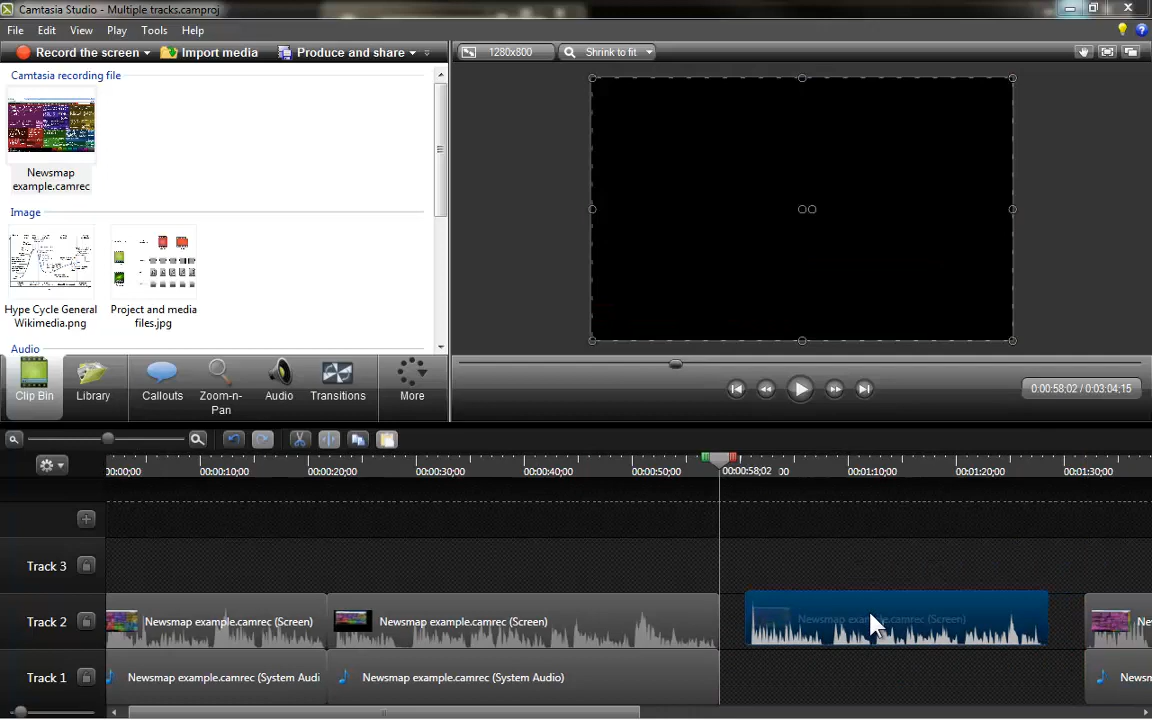 Camtasia Studio - Multiple tracks.camproj
File Edit View Play Tools Help
Record the screen Import media Produce and share
1280x800 Shrink to fit
Camtasia recording file
Newsmap
example.camrec
Image
Hype Cycle General
Wikimedia.png
Project and media
files.jpg
Audio
Clip Bin Library Callouts Zoom-n-
Pan Audio Transitions More
0:00:58;02 / 0:03:04:15
00:00;00 00:00:10;00 00:00:20;00 00:00:30;00 00:00:40;00 00:00:50;00 00:00:58;02 00 00:01:10;00 00:01:20;00 00:01:30;00
Track 3
Track 2 Newsmap example.camrec (Screen) Newsmap example.camrec (Screen) Newsmap example.camrec (Screen)
Track 1 Newsmap example.camrec (System Audi Newsmap example.camrec (System Audio) Newsm